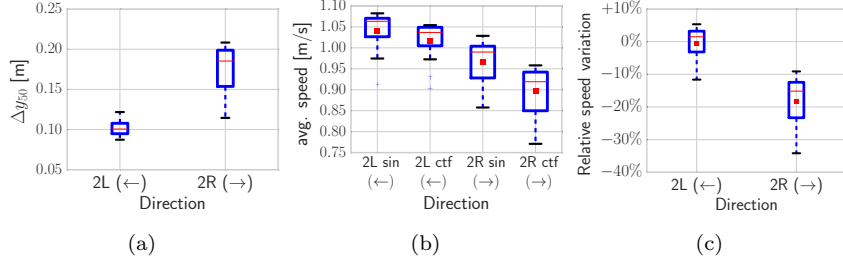 0.25
0.20
0.15
0.10
0.05
Δy50 [m]
2L (←)
2R (→)
Direction
(a)
1.10
1.05
1.00
0.95
0.90
0.85
0.80
0.75
avg. speed [m/s]
2L sin 2L ctf 2R sin 2R ctf
(←) (←) (→) (→)
Direction
(b)
+10%
0%
−10%
−20%
−30%
−40%
Relative speed variation
2L (←)
2R (→)
Direction
(c)